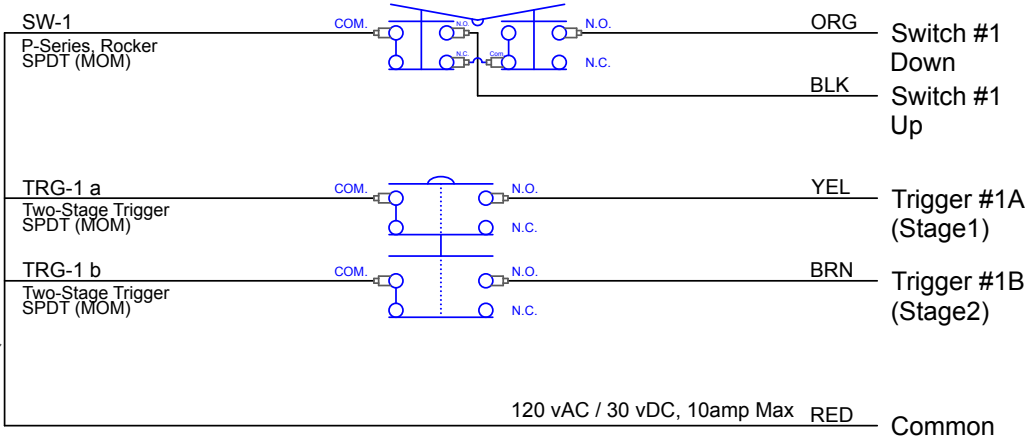 SW-1
P-Series, Rocker
SPDT (MOM)
COM.
N.O.
N.C.
Com.
N.O.
N.C.
ORG
Switch #1
Down
BLK
Switch #1
Up
TRG-1 a
Two-Stage Trigger
SPDT (MOM)
COM.
N.O.
N.C.
YEL
Trigger #1A
(Stage1)
TRG-1 b
Two-Stage Trigger
SPDT (MOM)
COM.
N.O.
N.C.
BRN
Trigger #1B
(Stage2)
120 vAC / 30 vDC, 10amp Max
RED
Common